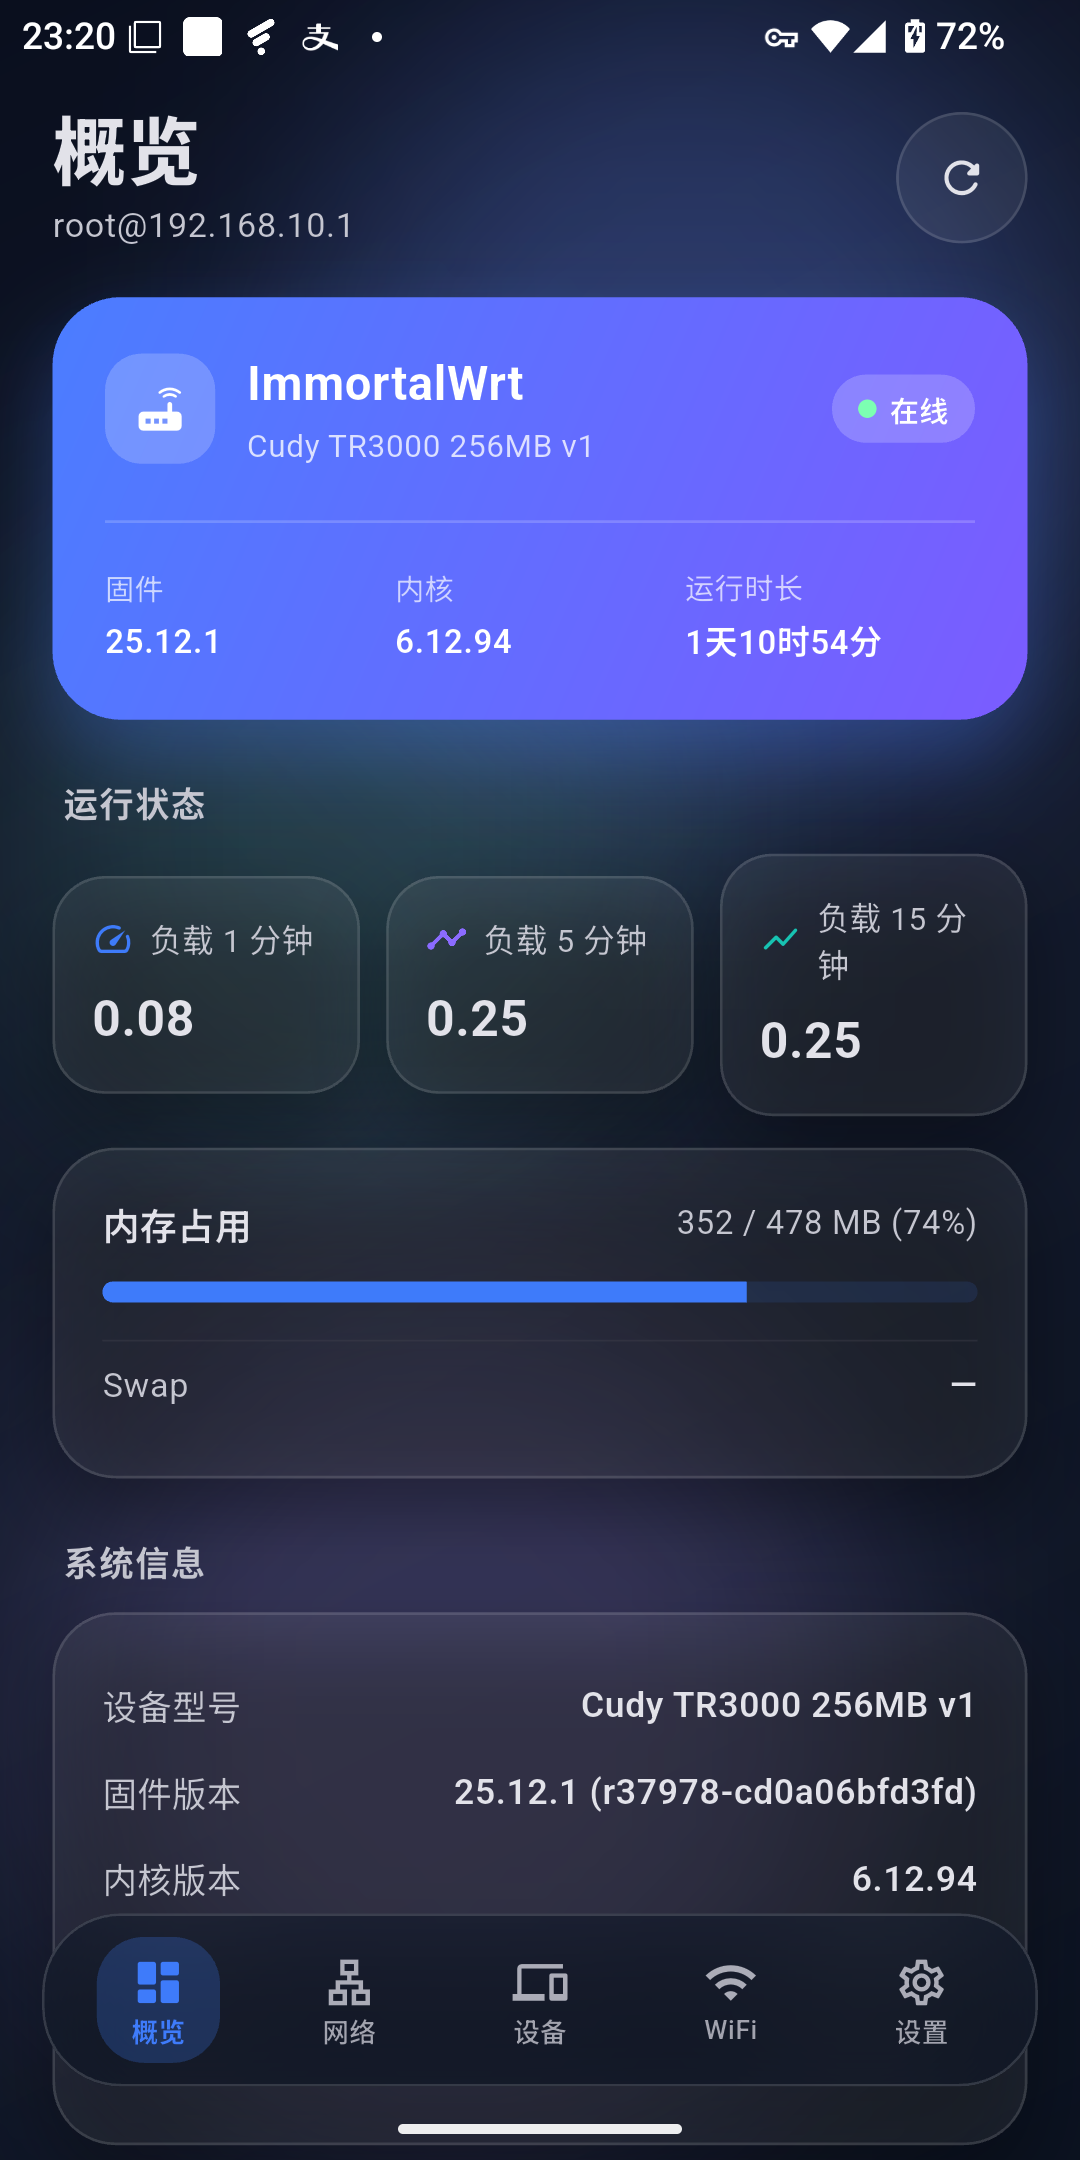 23:20
72%
概览
root@192.168.10.1
ImmortalWrt
Cudy TR3000 256MB v1
在线
固件
内核
运行时长
25.12.1
6.12.94
1天10时54分
运行状态
负载 1 分钟
0.08
负载 5 分钟
0.25
负载 15 分
钟
0.25
内存占用
352 / 478 MB (74%)
Swap
—
系统信息
设备型号
Cudy TR3000 256MB v1
固件版本
25.12.1 (r37978-cd0a06bfd3fd)
内核版本
6.12.94
概览
网络
设备
WiFi
设置